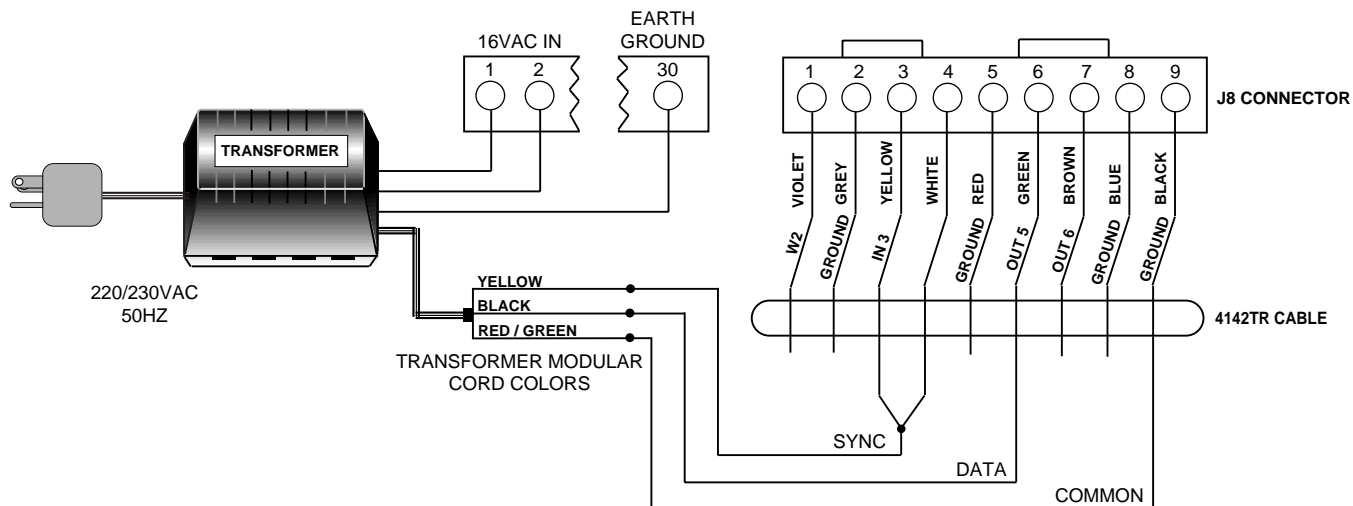 16VAC IN
1 2
EARTH
GROUND
30
1 2 3 4 5 6 7 8 9
J8 CONNECTOR
TRANSFORMER
VIOLET
GREY
YELLOW
WHITE
RED
GREEN
BROWN
BLUE
BLACK
W2
GROUND
IN 3
GROUND
OUT 5
OUT 6
GROUND
GROUND
220/230VAC
50HZ
YELLOW
BLACK
RED / GREEN
TRANSFORMER MODULAR
CORD COLORS
4142TR CABLE
SYNC
DATA
COMMON